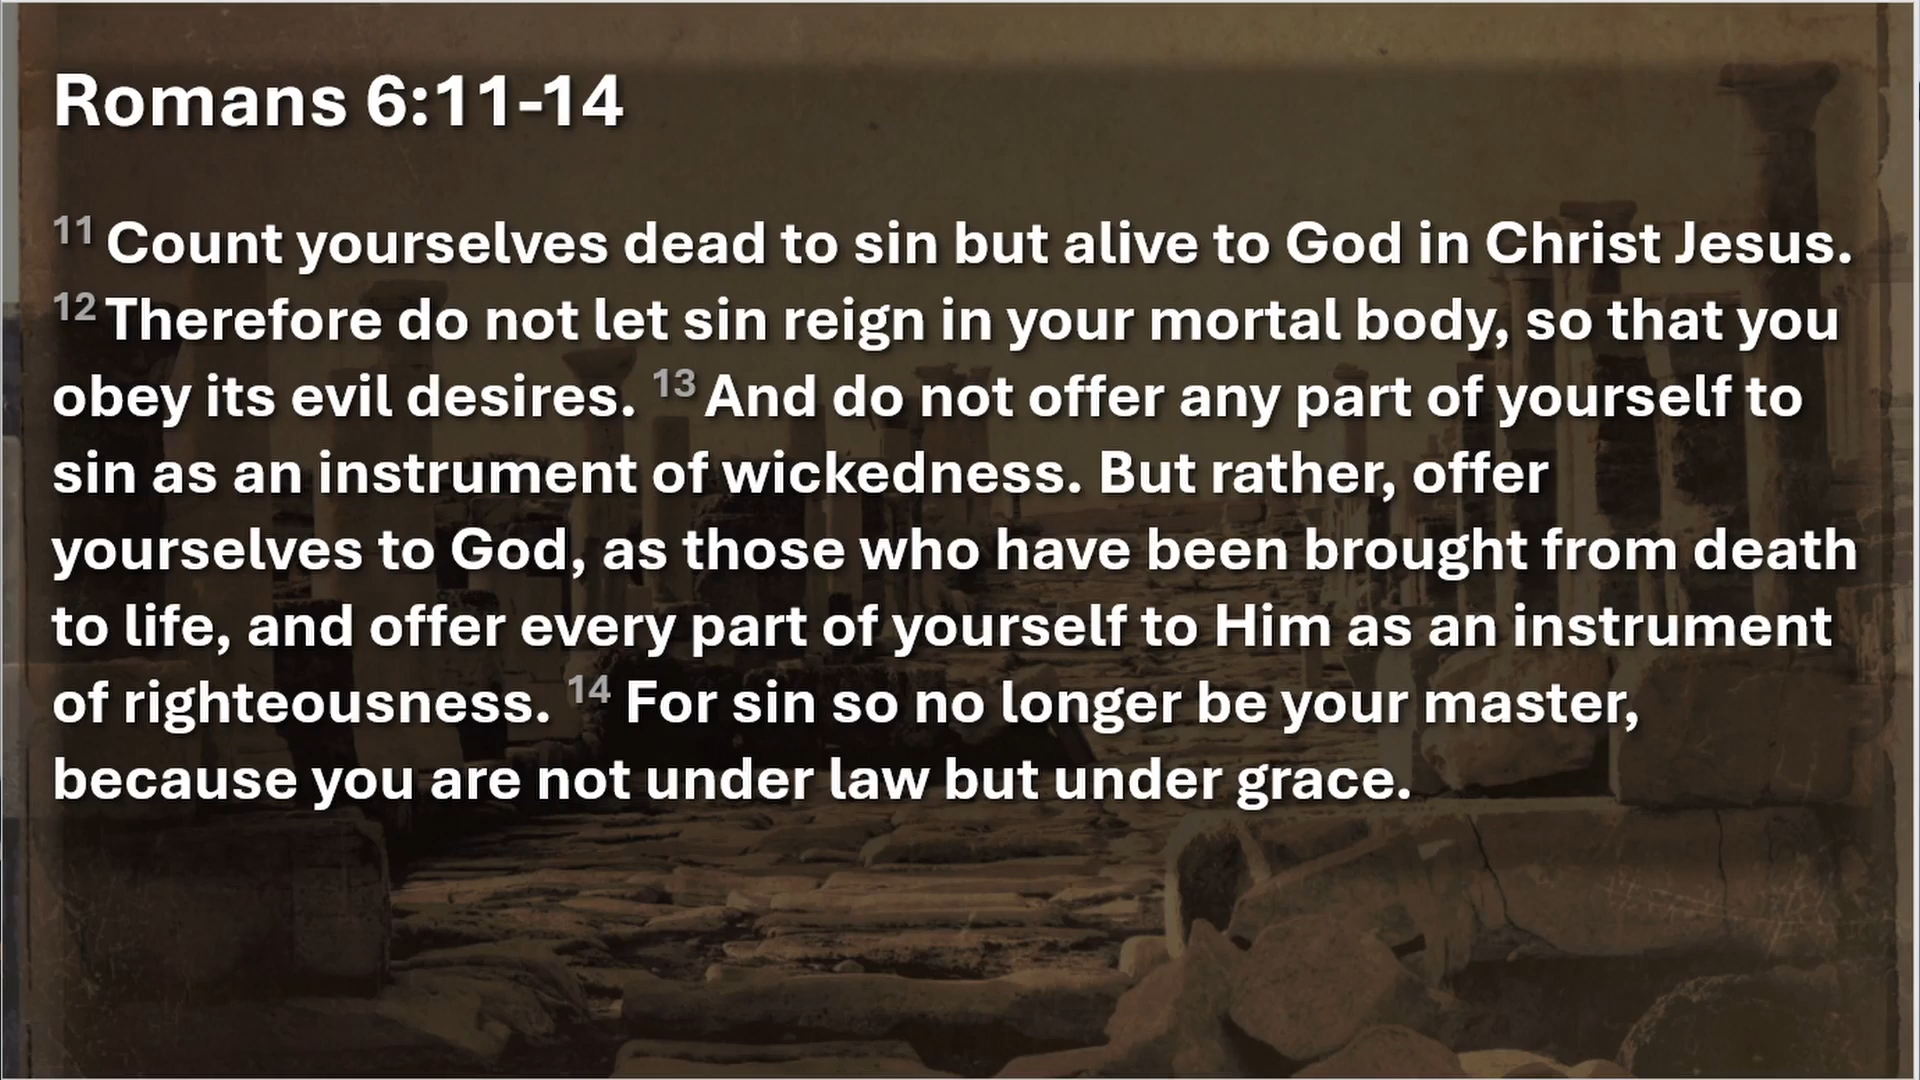 Romans 6:11-14
11 Count yourselves dead to sin but alive to God in Christ Jesus.
12 Therefore do not let sin reign in your mortal body, so that you
obey its evil desires. 13 And do not offer any part of yourself to
sin as an instrument of wickedness. But rather, offer
yourselves to God, as those who have been brought from death
to life, and offer every part of yourself to Him as an instrument
of righteousness. 14 For sin so no longer be your master,
because you are not under law but under grace.